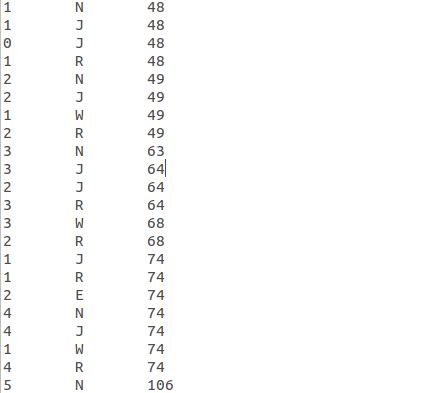 1 N 48
1 J 48
0 J 48
1 R 48
2 N 49
2 J 49
1 W 49
2 R 49
3 N 63
3 J 64
2 J 64
3 R 64
3 W 68
2 R 68
1 J 74
1 R 74
2 E 74
4 N 74
4 J 74
1 W 74
4 R 74
5 N 106